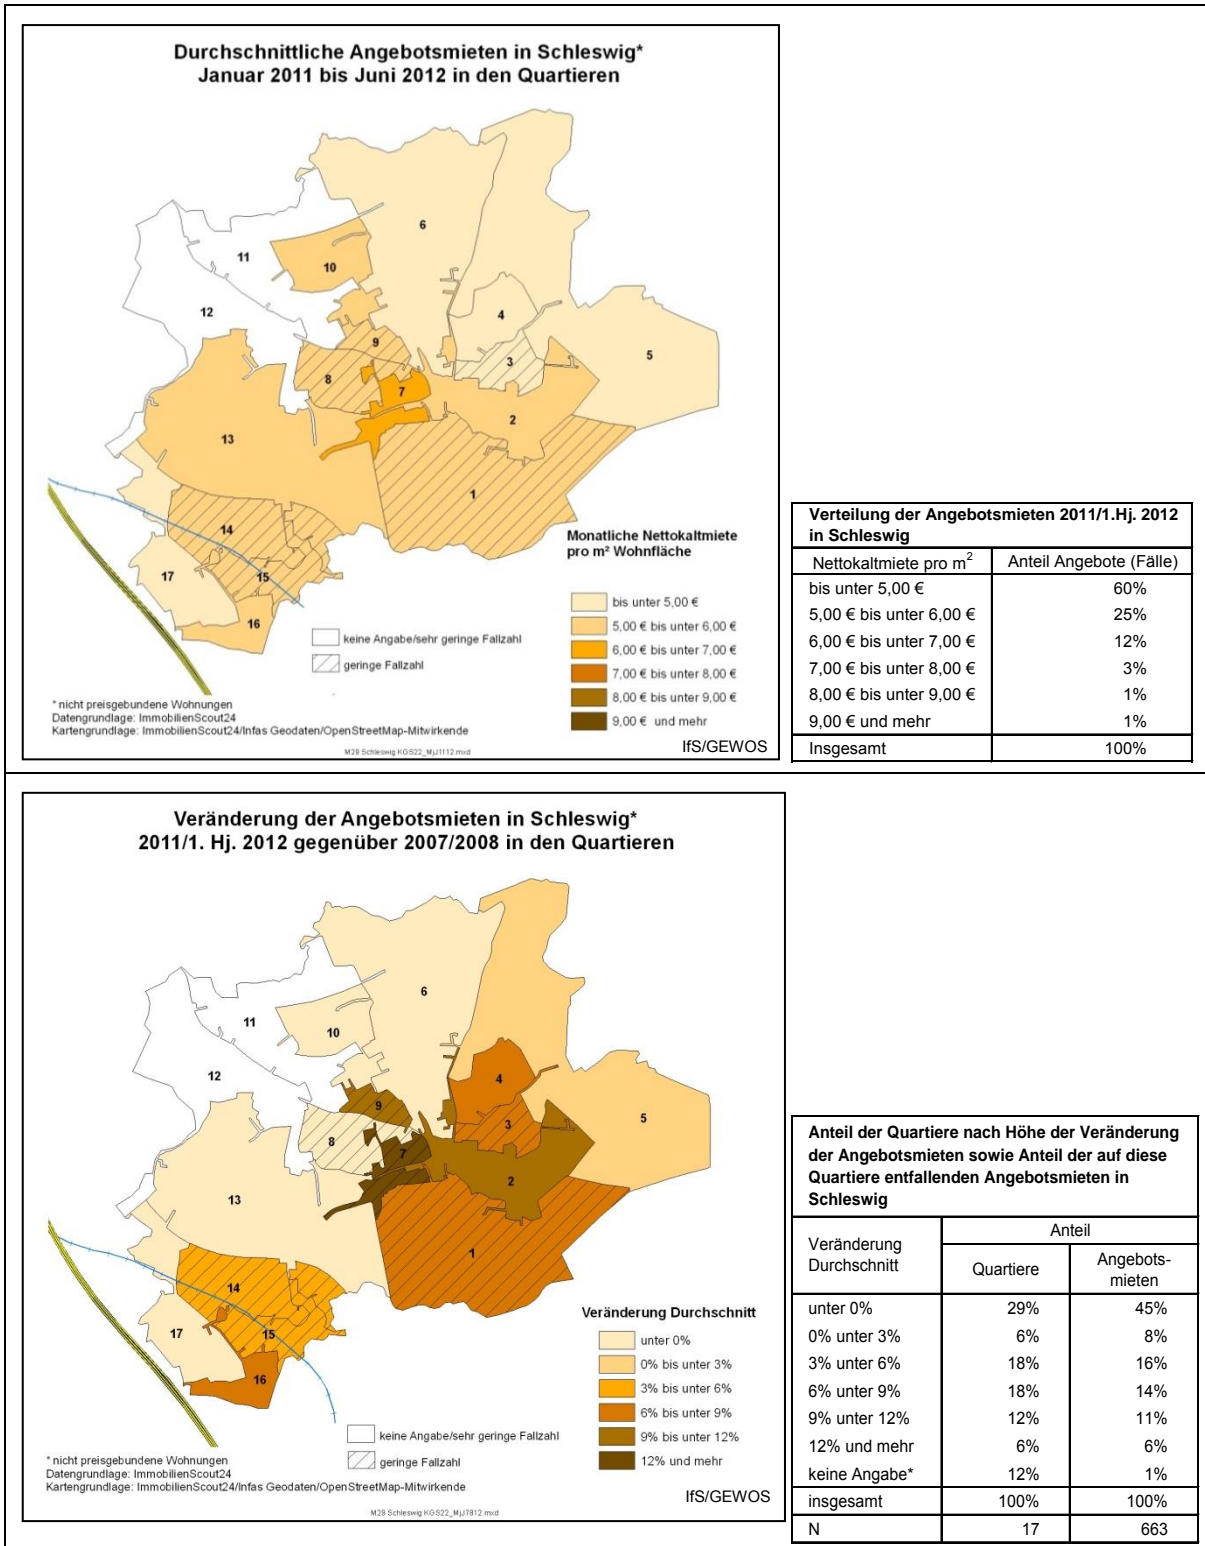 Durchschnittliche Angebotsmieten in Schleswig*
Januar 2011 bis Juni 2012 in den Quartieren
6
11
10
12
4
5
9
3
8
7
2
13
1
14
15
17
16
Monatliche Nettokaltmiete
pro m² Wohnfläche
bis unter 5,00 €
5,00 € bis unter 6,00 €
6,00 € bis unter 7,00 €
7,00 € bis unter 8,00 €
8,00 € bis unter 9,00 €
9,00 € und mehr
keine Angabe/sehr geringe Fallzahl
geringe Fallzahl
* nicht preisgebundene Wohnungen
Datengrundlage: ImmobilienScout24
Kartengrundlage: ImmobilienScout24/Infas Geodaten/OpenStreetMap-Mitwirkende
M29 Schleswig KGS22_MjJ1112.mxd
IfS/GEWOS
Verteilung der Angebotsmieten 2011/1.Hj. 2012
in Schleswig
Nettokaltmiete pro m² Anteil Angebote (Fälle)
bis unter 5,00 € 60%
5,00 € bis unter 6,00 € 25%
6,00 € bis unter 7,00 € 12%
7,00 € bis unter 8,00 € 3%
8,00 € bis unter 9,00 € 1%
9,00 € und mehr 1%
Insgesamt 100%
Veränderung der Angebotsmieten in Schleswig*
2011/1. Hj. 2012 gegenüber 2007/2008 in den Quartieren
6
11
10
12
4
9
5
3
8
7
2
13
1
14
15
17
16
Veränderung Durchschnitt
unter 0%
0% bis unter 3%
3% bis unter 6%
6% bis unter 9%
9% bis unter 12%
12% und mehr
keine Angabe/sehr geringe Fallzahl
geringe Fallzahl
* nicht preisgebundene Wohnungen
Datengrundlage: ImmobilienScout24
Kartengrundlage: ImmobilienScout24/Infas Geodaten/OpenStreetMap-Mitwirkende
M29 Schleswig KGS22_MjJ7812.mxd
IfS/GEWOS
Anteil der Quartiere nach Höhe der Veränderung
der Angebotsmieten sowie Anteil der auf diese
Quartiere entfallenden Angebotsmieten in
Schleswig
Veränderung
Durchschnitt
Anteil
Quartiere
Angebots-
mieten
unter 0% 29% 45%
0% unter 3% 6% 8%
3% unter 6% 18% 16%
6% unter 9% 18% 14%
9% unter 12% 12% 11%
12% und mehr 6% 6%
keine Angabe* 12% 1%
insgesamt 100% 100%
N 17 663